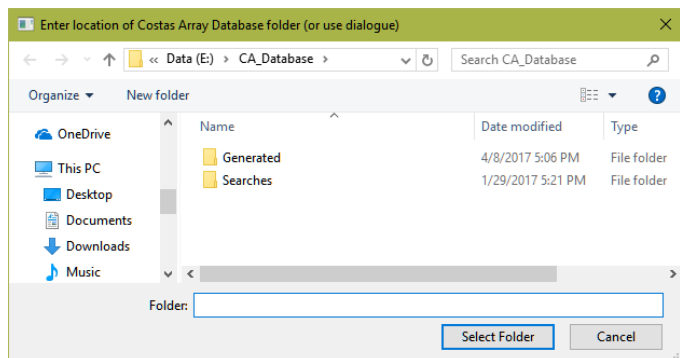 Enter location of Costas Array Database folder (or use dialogue)
« Data (E:) > CA_Database >
Search CA_Database
Organize
New folder
Name
Date modified
Type
OneDrive
This PC
Desktop
Documents
Downloads
Music
Generated
4/8/2017 5:06 PM
File folder
Searches
1/29/2017 5:21 PM
File folder
Folder:
Select Folder
Cancel